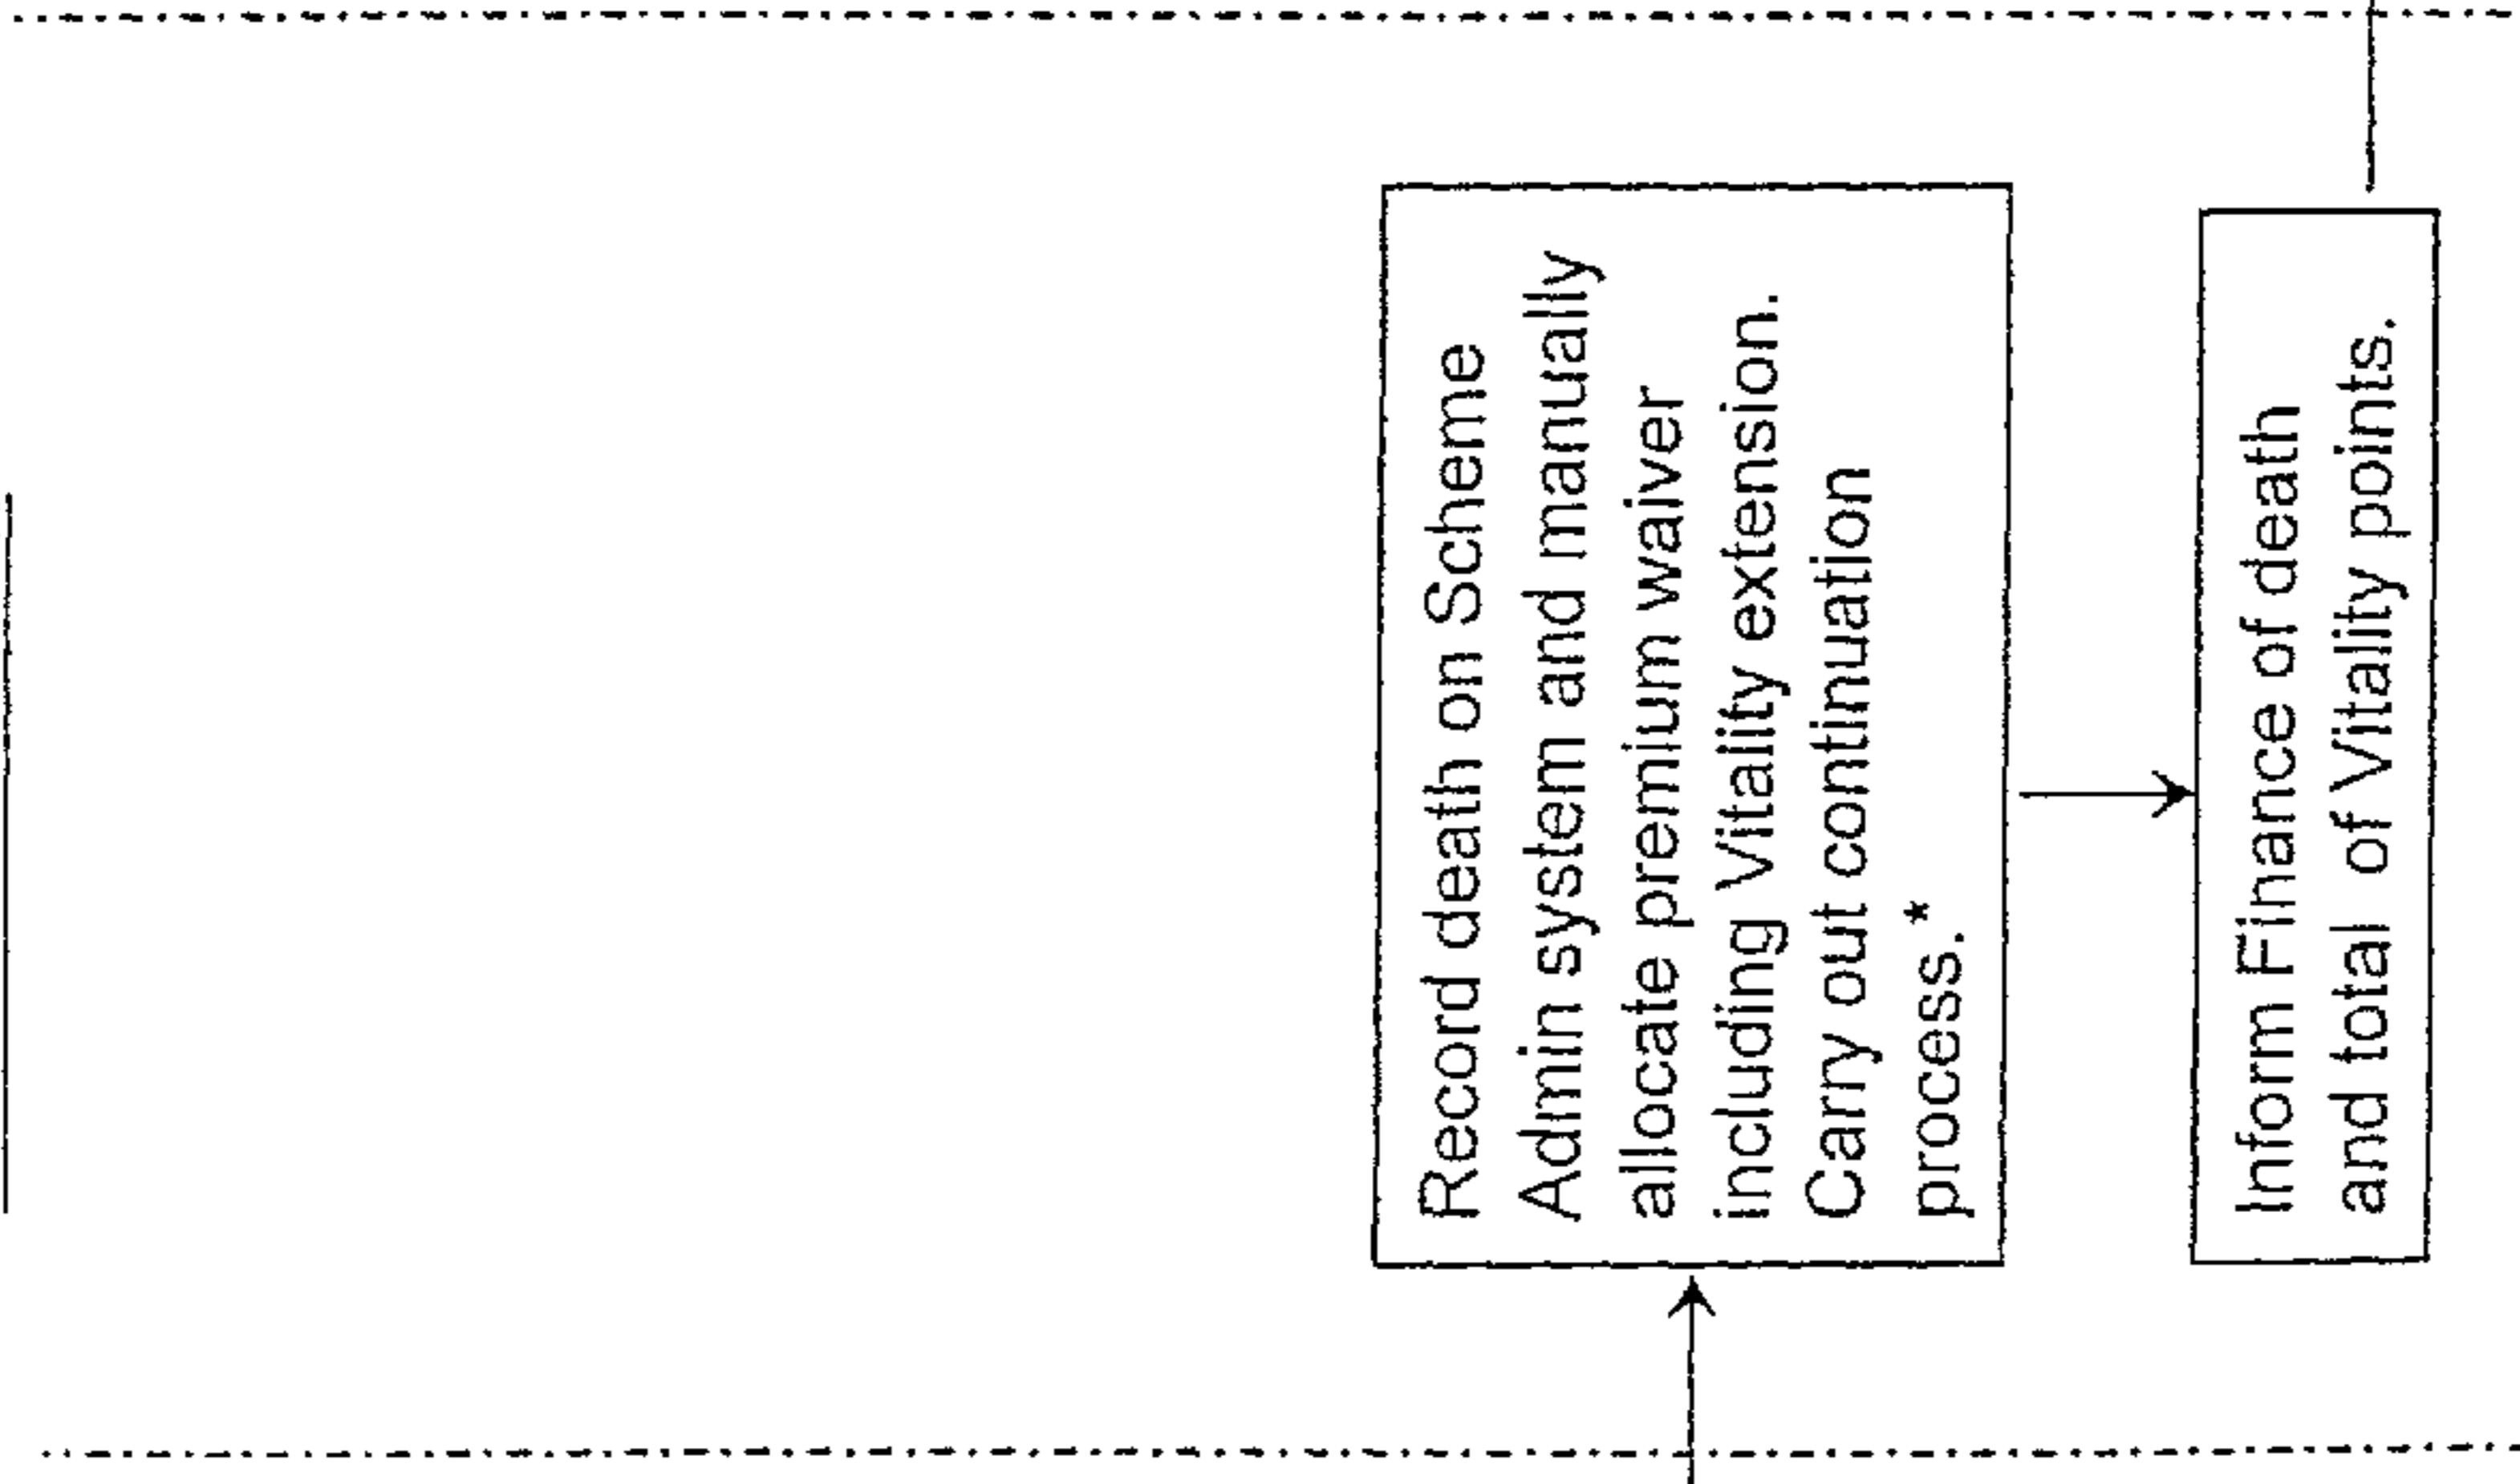 Record death on Scheme
Admin system and manually
allocate premium waiver
including Vitality extension.
Carry out continuation
process.*
Inform Finance of death
and total of Vitality points.